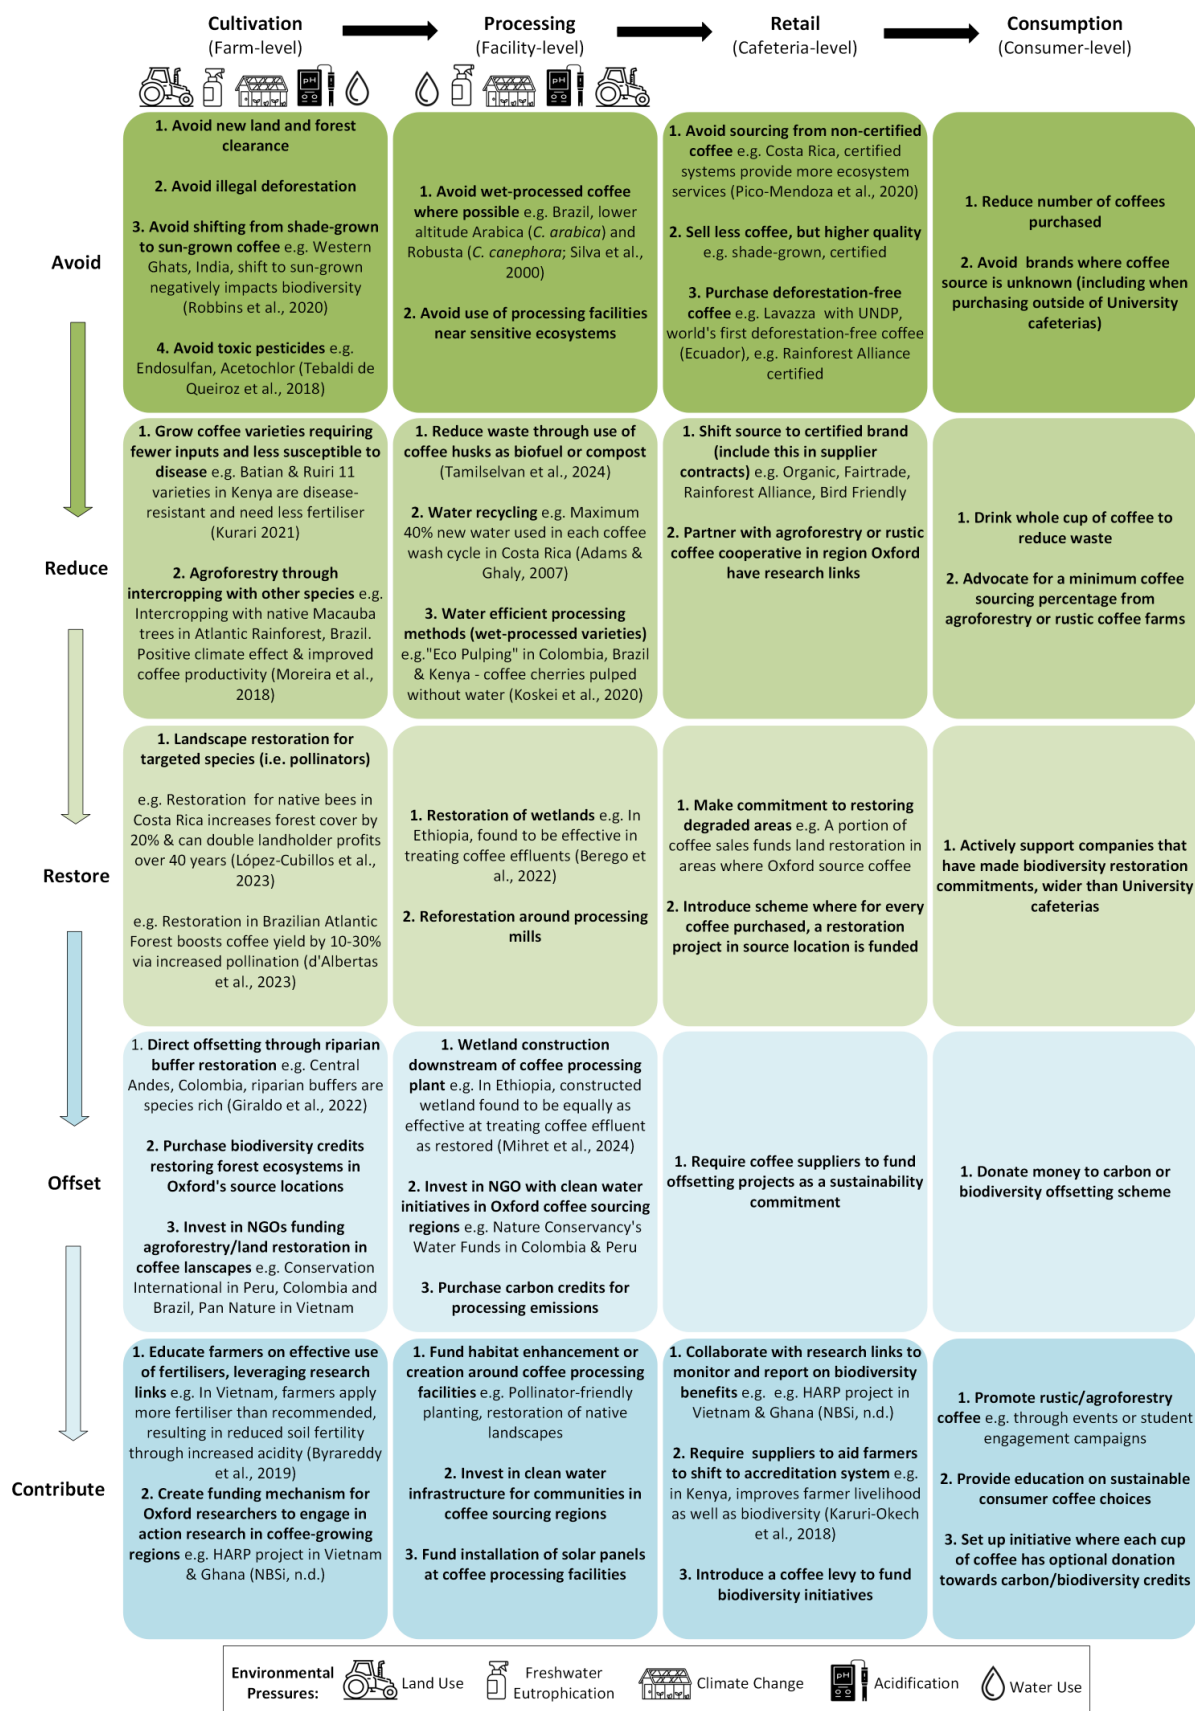 Cultivation
(Farm-level)
Processing
(Facility-level)
Retail
(Cafeteria-level)
Consumption
(Consumer-level)
pH
pH
Avoid
1. Avoid new land and forest
clearance
2. Avoid illegal deforestation
3. Avoid shifting from shade-grown
to sun-grown coffee e.g. Western
Ghats, India, shift to sun-grown
negatively impacts biodiversity
(Robbins et al., 2020)
4. Avoid toxic pesticides e.g.
Endosulfan, Acetochlor (Tebaldi de
Queiroz et al., 2018)
1. Avoid wet-processed coffee
where possible e.g. Brazil, lower
altitude Arabica (C. arabica) and
Robusta (C. canephora; Silva et al.,
2000)
2. Avoid use of processing facilities
near sensitive ecosystems
1. Avoid sourcing from non-certified
coffee e.g. Costa Rica, certified
systems provide more ecosystem
services (Pico-Mendoza et al., 2020)
2. Sell less coffee, but higher quality
e.g. shade-grown, certified
3. Purchase deforestation-free
coffee e.g. Lavazza with UNDP,
world's first deforestation-free coffee
(Ecuador), e.g. Rainforest Alliance
certified
1. Reduce number of coffees
purchased
2. Avoid brands where coffee
source is unknown (including when
purchasing outside of University
cafeterias)
Reduce
1. Grow coffee varieties requiring
fewer inputs and less susceptible to
disease e.g. Batian & Ruiri 11
varieties in Kenya are disease-
resistant and need less fertiliser
(Kurari 2021)
2. Agroforestry through
intercropping with other species e.g.
Intercropping with native Macauba
trees in Atlantic Rainforest, Brazil.
Positive climate effect & improved
coffee productivity (Moreira et al.,
2018)
1. Reduce waste through use of
coffee husks as biofuel or compost
(Tamilselvan et al., 2024)
2. Water recycling e.g. Maximum
40% new water used in each coffee
wash cycle in Costa Rica (Adams &
Ghaly, 2007)
3. Water efficient processing
methods (wet-processed varieties)
e.g."Eco Pulping" in Colombia, Brazil
& Kenya - coffee cherries pulped
without water (Koskei et al., 2020)
1. Shift source to certified brand
(include this in supplier
contracts) e.g. Organic, Fairtrade,
Rainforest Alliance, Bird Friendly
2. Partner with agroforestry or rustic
coffee cooperative in region Oxford
have research links
1. Drink whole cup of coffee to
reduce waste
2. Advocate for a minimum coffee
sourcing percentage from
agroforestry or rustic coffee farms
Restore
1. Landscape restoration for
targeted species (i.e. pollinators)
e.g. Restoration for native bees in
Costa Rica increases forest cover by
20% & can double landholder profits
over 40 years (López-Cubillos et al.,
2023)
e.g. Restoration in Brazilian Atlantic
Forest boosts coffee yield by 10-30%
via increased pollination (d'Albertas
et al., 2023)
1. Restoration of wetlands e.g. In
Ethiopia, found to be effective in
treating coffee effluents (Berego et
al., 2022)
2. Reforestation around processing
mills
1. Make commitment to restoring
degraded areas e.g. A portion of
coffee sales funds land restoration in
areas where Oxford source coffee
2. Introduce scheme where for every
coffee purchased, a restoration
project in source location is funded
1. Actively support companies that
have made biodiversity restoration
commitments, wider than University
cafeterias
Offset
1. Direct offsetting through riparian
buffer restoration e.g. Central
Andes, Colombia, riparian buffers are
species rich (Giraldo et al., 2022)
2. Purchase biodiversity credits
restoring forest ecosystems in
Oxford's source locations
3. Invest in NGOs funding
agroforestry/land restoration in
coffee lanscapes e.g. Conservation
International in Peru, Colombia and
Brazil, Pan Nature in Vietnam
1. Wetland construction
downstream of coffee processing
plant e.g. In Ethiopia, constructed
wetland found to be equally as
effective at treating coffee effluent
as restored (Mihret et al., 2024)
2. Invest in NGO with clean water
initiatives in Oxford coffee sourcing
regions e.g. Nature Conservancy's
Water Funds in Colombia & Peru
3. Purchase carbon credits for
processing emissions
1. Require coffee suppliers to fund
offsetting projects as a sustainability
commitment
1. Donate money to carbon or
biodiversity offsetting scheme
Contribute
1. Educate farmers on effective use
of fertilisers, leveraging research
links e.g. In Vietnam, farmers apply
more fertiliser than recommended,
resulting in reduced soil fertility
through increased acidity (Byrareddy
et al., 2019)
2. Create funding mechanism for
Oxford researchers to engage in
action research in coffee-growing
regions e.g. HARP project in Vietnam
& Ghana (NBSi, n.d.)
1. Fund habitat enhancement or
creation around coffee processing
facilities e.g. Pollinator-friendly
planting, restoration of native
landscapes
2. Invest in clean water
infrastructure for communities in
coffee sourcing regions
3. Fund installation of solar panels
at coffee processing facilities
1. Collaborate with research links to
monitor and report on biodiversity
benefits e.g. e.g. HARP project in
Vietnam & Ghana (NBSi, n.d.)
2. Require suppliers to aid farmers
to shift to accreditation system e.g.
in Kenya, improves farmer livelihood
as well as biodiversity (Karuri-Okech
et al., 2018)
3. Introduce a coffee levy to fund
biodiversity initiatives
1. Promote rustic/agroforestry
coffee e.g. through events or student
engagement campaigns
2. Provide education on sustainable
consumer coffee choices
3. Set up initiative where each cup
of coffee has optional donation
towards carbon/biodiversity credits
Environmental
Pressures:
Land Use
Freshwater
Eutrophication
Climate Change
pH
Acidification
Water Use